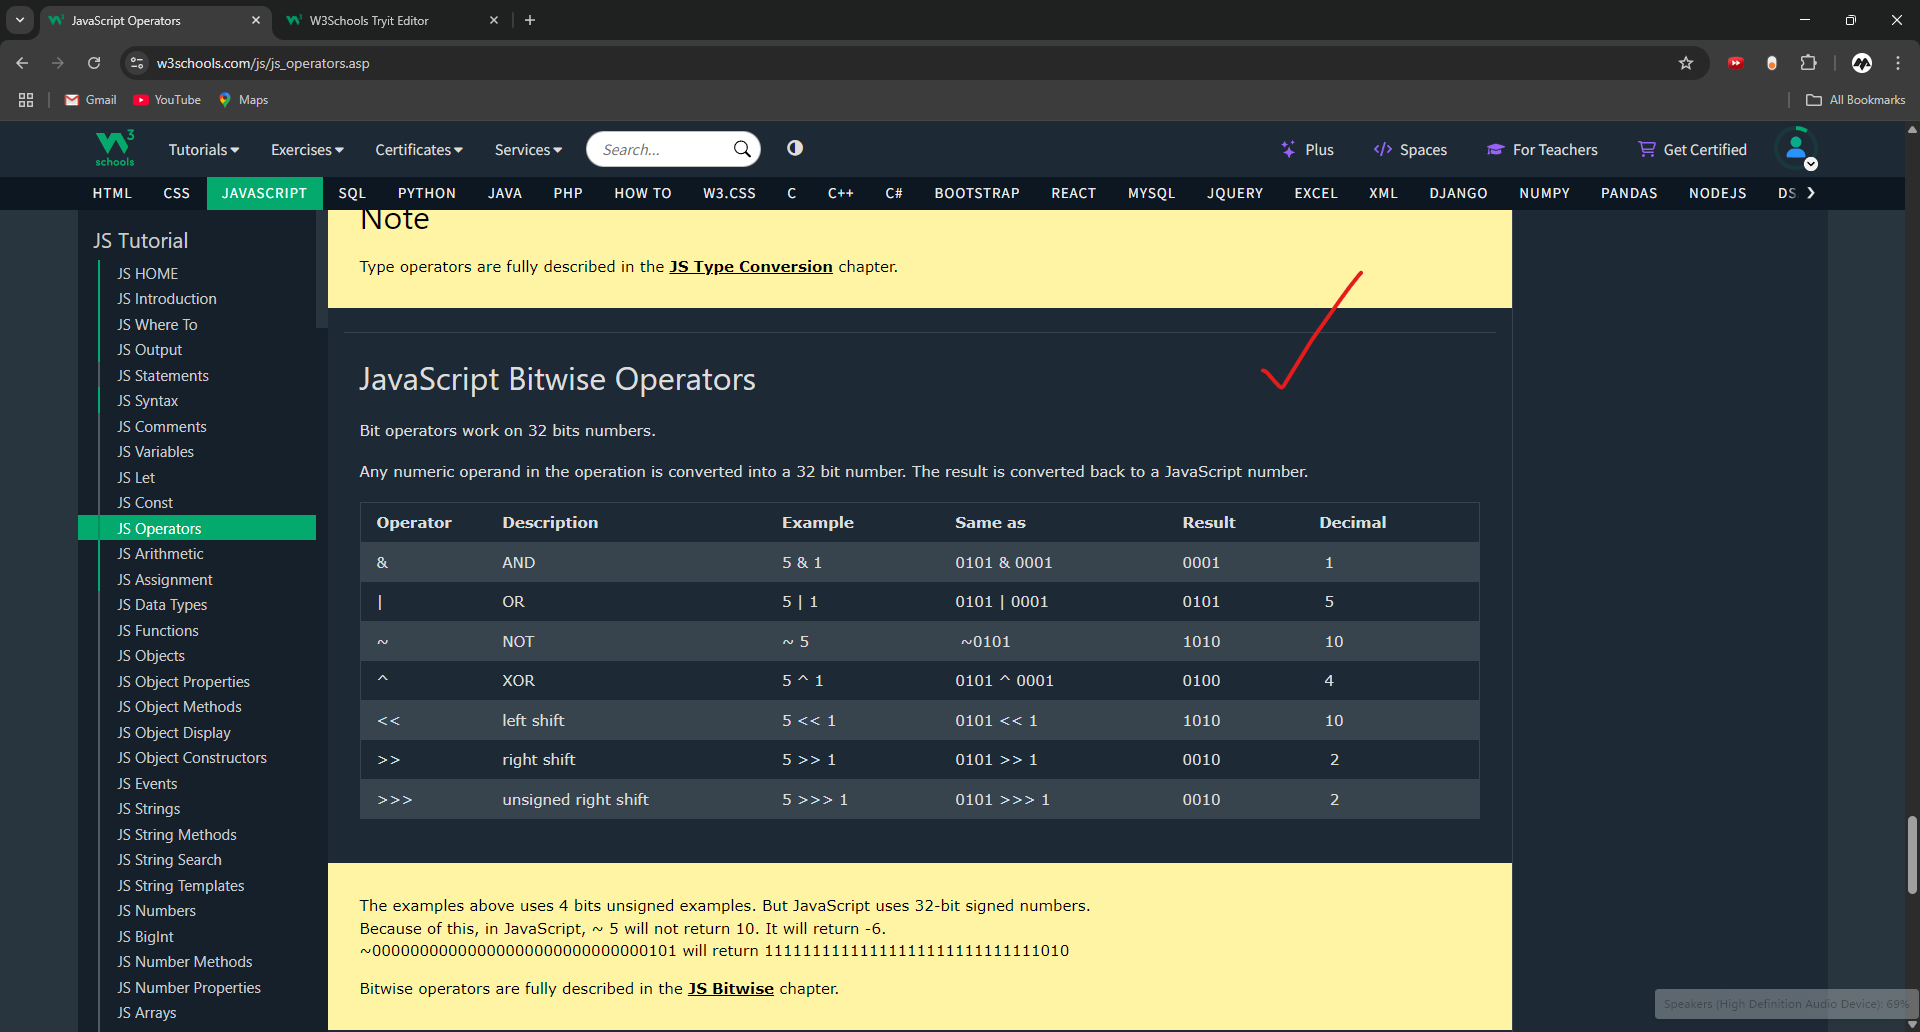 JavaScript Operators
W3Schools Tryit Editor
w3schools.com/js/js_operators.asp
Gmail
YouTube
Maps
All Bookmarks
W3 schools
Tutorials
Exercises
Certificates
Services
Search...
Plus
Spaces
For Teachers
Get Certified
HTML
CSS
JAVASCRIPT
SQL
PYTHON
JAVA
PHP
HOW TO
W3.CSS
C
C++
C#
BOOTSTRAP
REACT
MYSQL
JQUERY
EXCEL
XML
DJANGO
NUMPY
PANDAS
NODEJS
DS
JS Tutorial
JS HOME
JS Introduction
JS Where To
JS Output
JS Statements
JS Syntax
JS Comments
JS Variables
JS Let
JS Const
JS Operators
JS Arithmetic
JS Assignment
JS Data Types
JS Functions
JS Objects
JS Object Properties
JS Object Methods
JS Object Display
JS Object Constructors
JS Events
JS Strings
JS String Methods
JS String Search
JS String Templates
JS Numbers
JS BigInt
JS Number Methods
JS Number Properties
JS Arrays
Note
Type operators are fully described in the JS Type Conversion chapter.
JavaScript Bitwise Operators
Bit operators work on 32 bits numbers.
Any numeric operand in the operation is converted into a 32 bit number. The result is converted back to a JavaScript number.
Operator Description Example Same as Result Decimal
& AND 5 & 1 0101 & 0001 0001 1
| OR 5 | 1 0101 | 0001 0101 5
~ NOT ~ 5 ~0101 1010 10
^ XOR 5 ^ 1 0101 ^ 0001 0100 4
<< left shift 5 << 1 0101 << 1 1010 10
>> right shift 5 >> 1 0101 >> 1 0010 2
>>> unsigned right shift 5 >>> 1 0101 >>> 1 0010 2
The examples above uses 4 bits unsigned examples. But JavaScript uses 32-bit signed numbers.
Because of this, in JavaScript, ~ 5 will not return 10. It will return -6.
~00000000000000000000000000000101 will return 11111111111111111111111111111010
Bitwise operators are fully described in the JS Bitwise chapter.
Speakers (High Definition Audio Device): 69%